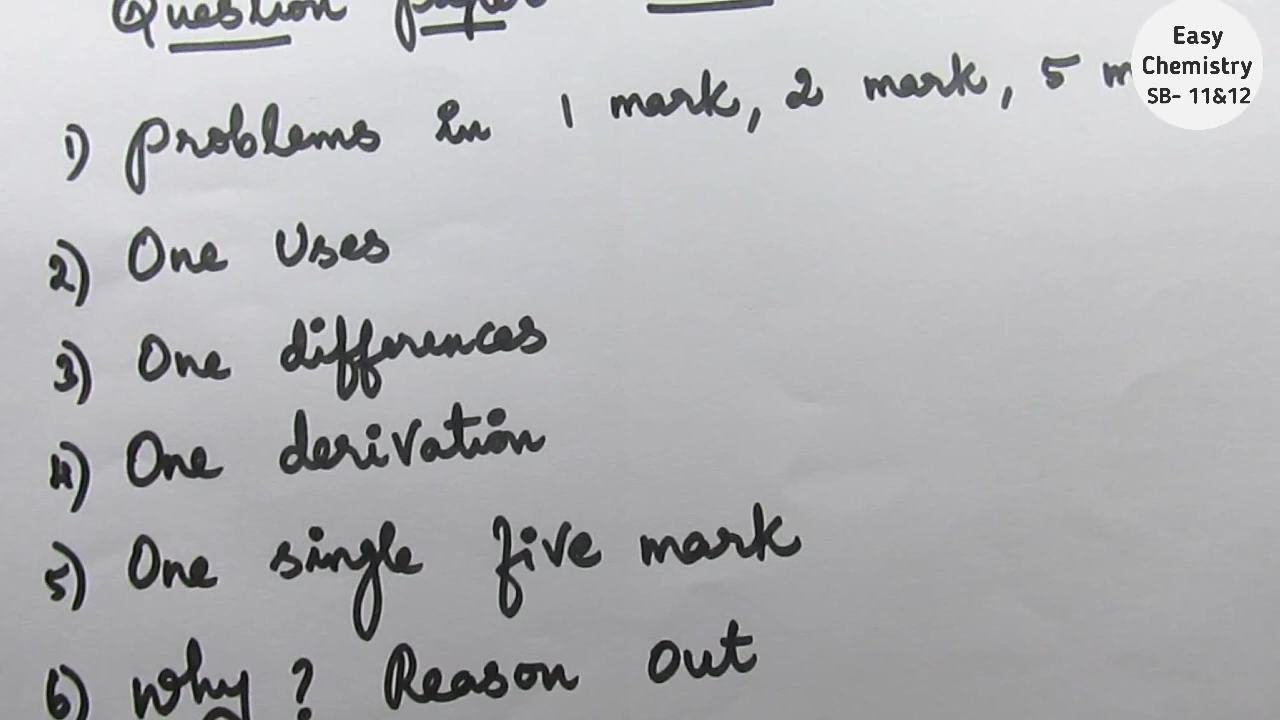 Question paper
1) Problems in 1 mark, 2 mark, 5 m
2) One Uses
3) One differences
4) One derivation
5) One single five mark
6) Why? Reason out
Easy
Chemistry
SB- 11&12